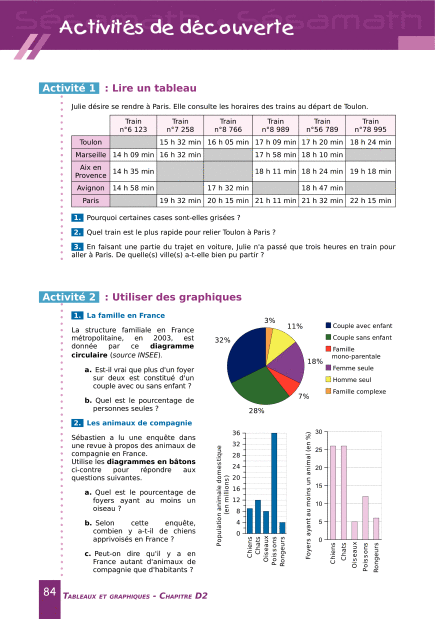 Sésamath Sésamath
Activités de découverte
Activité 1 : Lire un tableau
Julie désire se rendre à Paris. Elle consulte les horaires des trains au départ de Toulon.
Train n°6 123 Train n°7 258 Train n°8 766 Train n°8 989 Train n°56 789 Train n°78 995
Toulon 15 h 32 min 16 h 05 min 17 h 09 min 17 h 20 min 18 h 24 min
Marseille 14 h 09 min 16 h 32 min 17 h 58 min 18 h 10 min
Aix en Provence 14 h 35 min 18 h 11 min 18 h 24 min 19 h 18 min
Avignon 14 h 58 min 17 h 32 min 18 h 47 min
Paris 19 h 32 min 20 h 15 min 21 h 11 min 21 h 32 min 22 h 15 min
1. Pourquoi certaines cases sont-elles grisées ?
2. Quel train est le plus rapide pour relier Toulon à Paris ?
3. En faisant une partie du trajet en voiture, Julie n'a passé que trois heures en train pour
aller à Paris. De quelle(s) ville(s) a-t-elle bien pu partir ?
Activité 2 : Utiliser des graphiques
1. La famille en France
La structure familiale en France
métropolitaine, en 2003, est
donnée par ce diagramme
circulaire (source INSEE).
a. Est-il vrai que plus d'un foyer
sur deux est constitué d'un
couple avec ou sans enfant ?
b. Quel est le pourcentage de
personnes seules ?
3%
11%
18%
7%
28%
32%
Couple avec enfant
Couple sans enfant
Famille
mono-parentale
Femme seule
Homme seul
Famille complexe
2. Les animaux de compagnie
Sébastien a lu une enquête dans
une revue à propos des animaux de
compagnie en France.
Utilise les diagrammes en bâtons
ci-contre pour répondre aux
questions suivantes.
a. Quel est le pourcentage de
foyers ayant au moins un
oiseau ?
b. Selon cette enquête,
combien y a-t-il de chiens
apprivoisés en France ?
c. Peut-on dire qu'il y a en
France autant d'animaux de
compagnie que d'habitants ?
Population animale domestique
(en millions)
36
32
28
24
20
16
12
8
4
0
Chiens
Chats
Oiseaux
Poissons
Rongeurs
Foyers ayant au moins un animal (en %)
30
25
20
15
10
5
0
Chiens
Chats
Oiseaux
Poissons
Rongeurs
84 TABLEAUX ET GRAPHIQUES - CHAPITRE D2